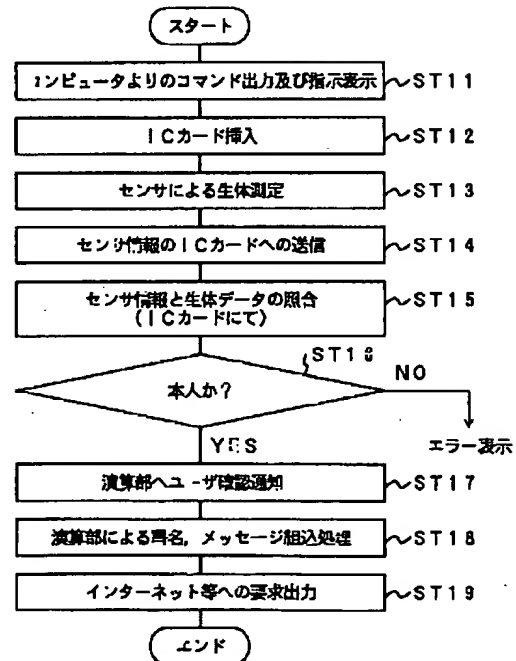 スタート
コンピュータよりのコマンド出力及び指示表示 ～ST11
ICカード挿入 ～ST12
センサによる生体測定 ～ST13
センサ情報のICカードへの送信 ～ST14
センサ情報と生体データの照合 ～ST15
(ICカードにて)
ST16
本人か? NO
YES エラー表示
演算部へユーザ確認通知 ～ST17
演算部による署名,メッセージ組込処理 ～ST18
インターネット等への要求出力 ～ST19
エンド